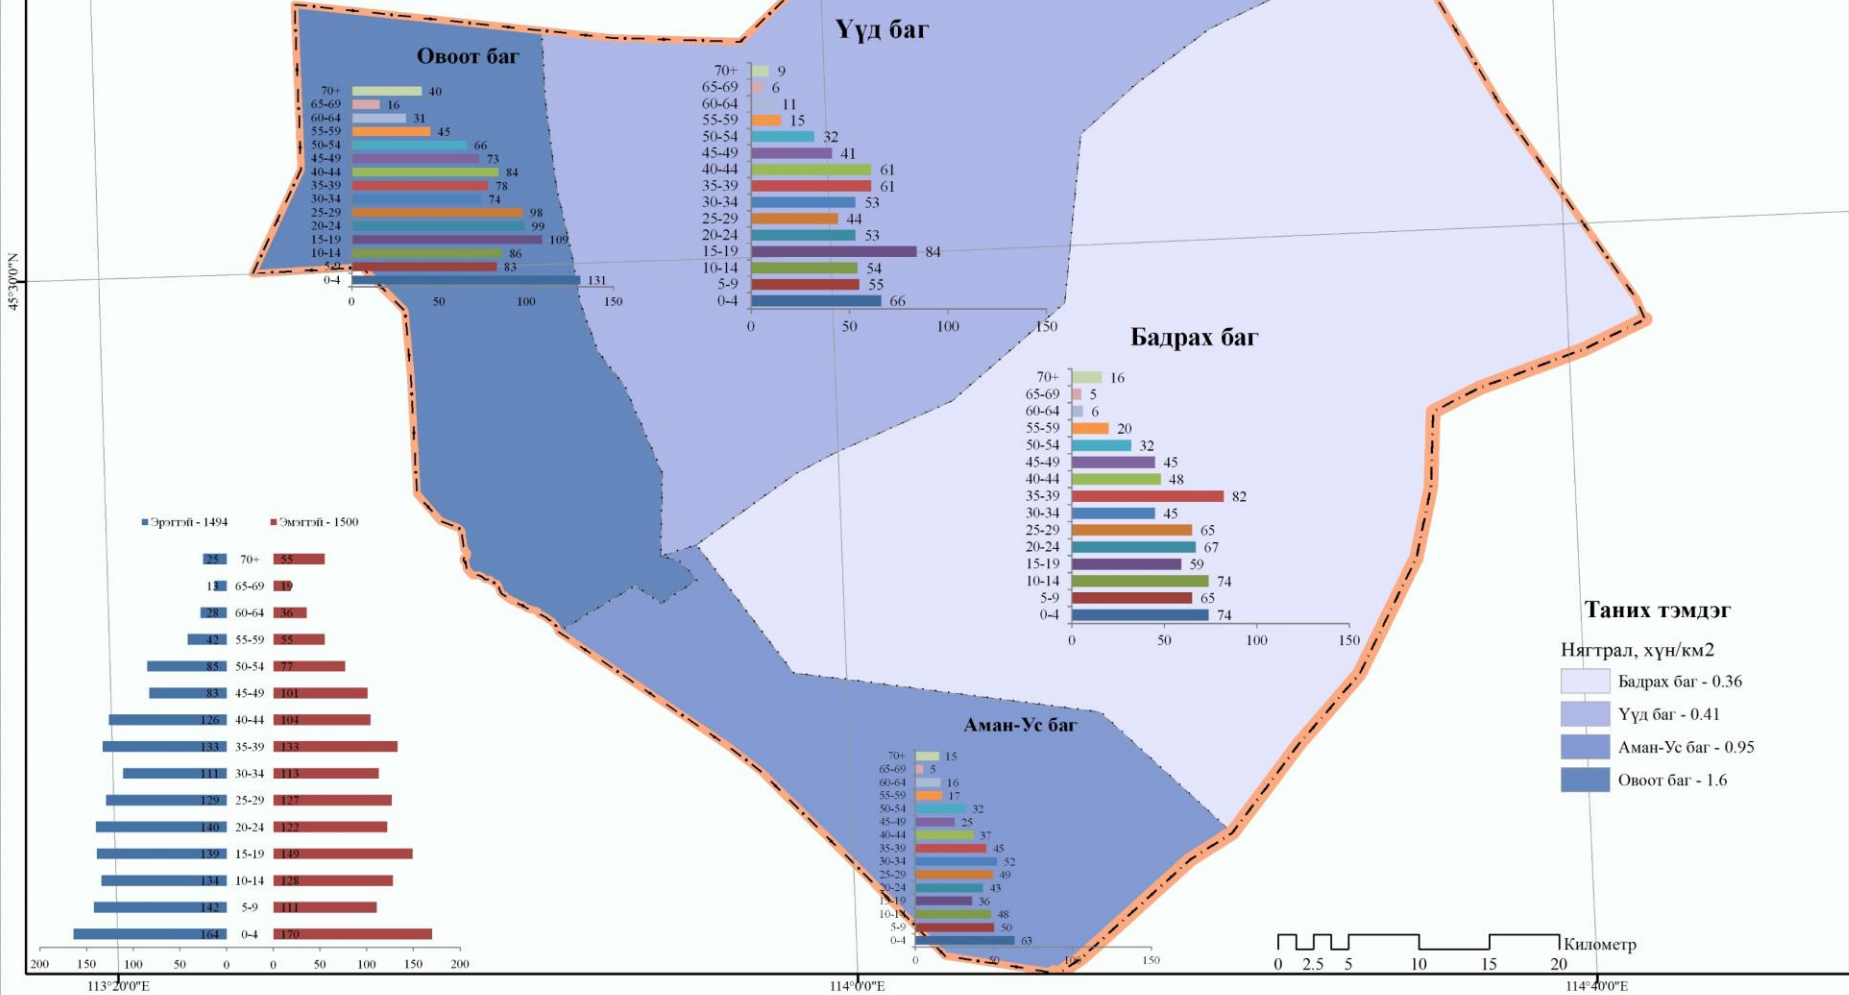 Үүд баг
70+ 9
65-69 6
60-64 11
55-59 15
50-54 32
45-49 41
40-44 61
35-39 61
30-34 53
25-29 44
20-24 53
15-19 84
10-14 54
5-9 55
0-4 66
0 50 100 150
Овоот баг
70+ 40
65-69 16
60-64 31
55-59 45
50-54 66
45-49 73
40-44 84
35-39 78
30-34 74
25-29 98
20-24 99
15-19 109
10-14 86
5-9 83
0-4 131
0 50 100 150
45°30'0"N
Бадрах баг
70+ 16
65-69 5
60-64 6
55-59 20
50-54 32
45-49 45
40-44 48
35-39 82
30-34 45
25-29 65
20-24 67
15-19 59
10-14 74
5-9 65
0-4 74
0 50 100 150
Эрэгтэй - 1494 Эмэгтэй - 1500
25 70+ 55
13 65-69 19
28 60-64 36
42 55-59 55
85 50-54 77
83 45-49 101
126 40-44 104
133 35-39 133
111 30-34 113
129 25-29 127
140 20-24 122
139 15-19 149
134 10-14 128
142 5-9 111
164 0-4 170
200 150 100 50 0 0 50 100 150 200
Аман-Ус баг
70+ 15
65-69 5
60-64 16
55-59 17
50-54 32
45-49 25
40-44 37
35-39 45
30-34 52
25-29 49
20-24 43
15-19 36
10-14 48
5-9 50
0-4 63
0 50 100 150
Таних тэмдэг
Нягтрал, хүн/км2
Бадрах баг - 0.36
Үүд баг - 0.41
Аман-Ус баг - 0.95
Овоот баг - 1.6
Километр
0 2.5 5 10 15 20
113°20'0"E 114°0'0"E 114°40'0"E